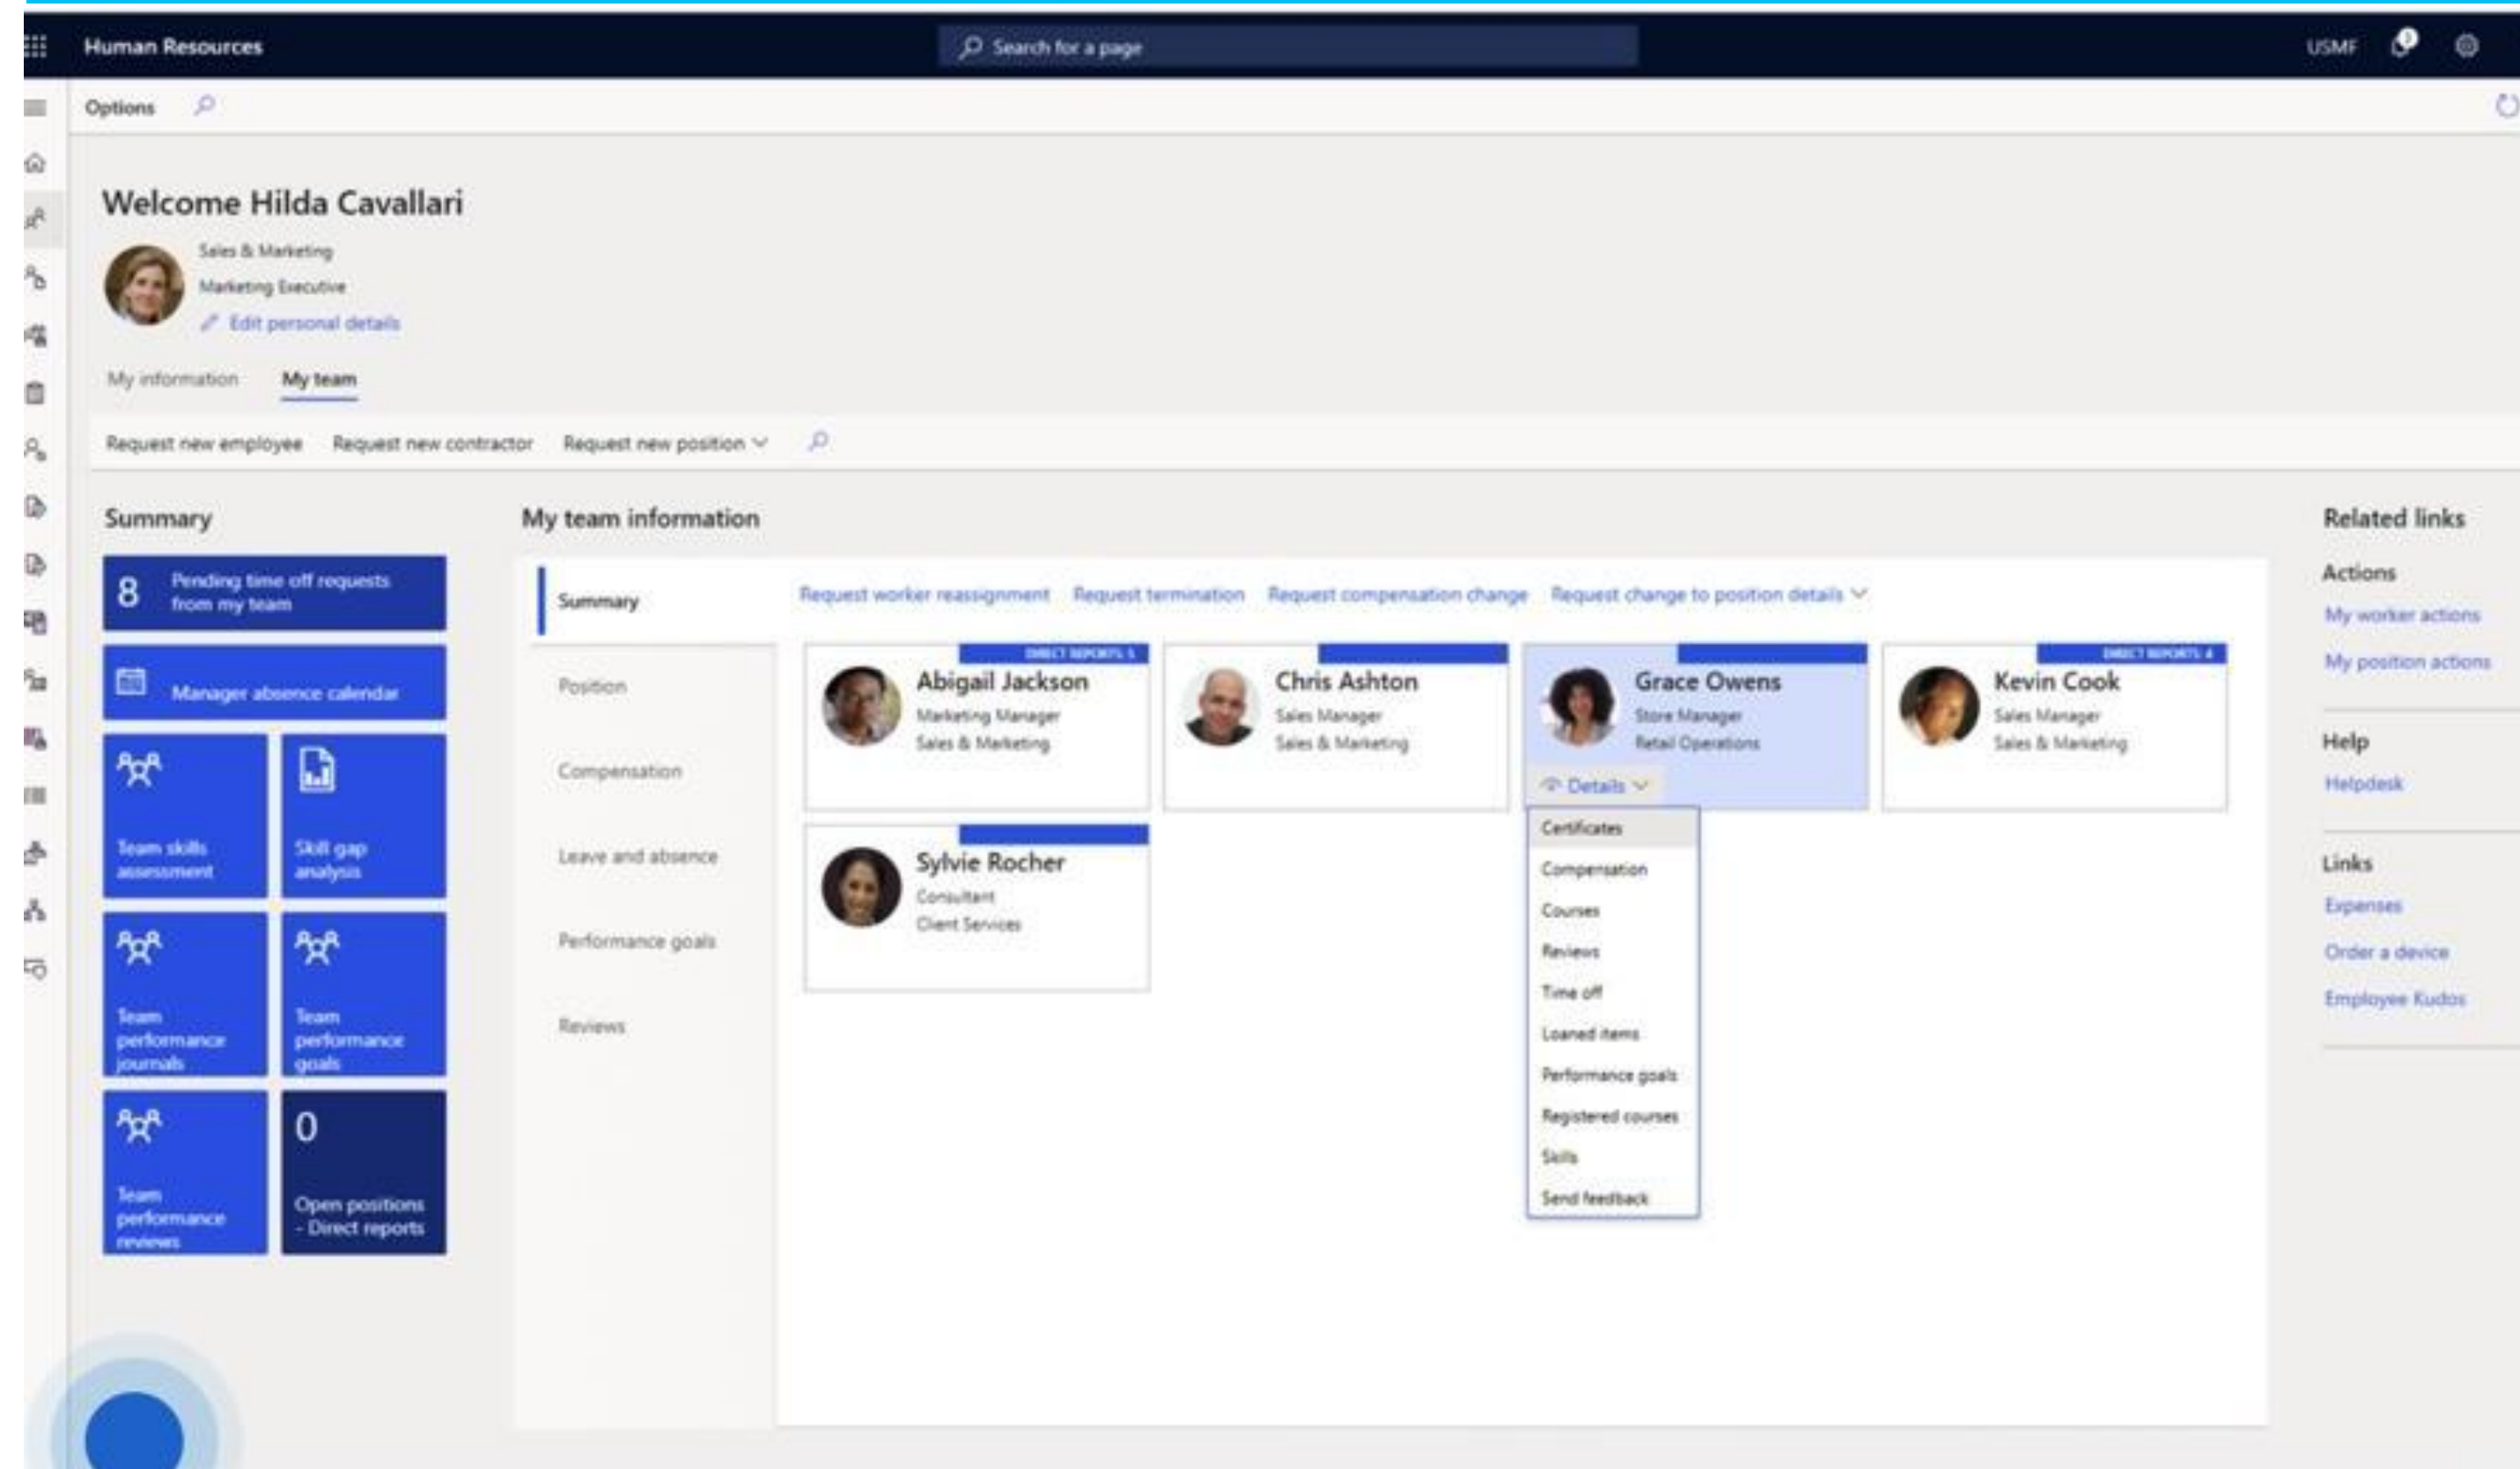 Human Resources
Search for a page
USMF
Options
Welcome Hilda Cavallari
Sales & Marketing
Marketing Executive
Edit personal details
My information
My team
Request new employee
Request new contractor
Request new position
Summary
8
Pending time off requests
from my team
Manager absence calendar
Team skills
assessment
Skill gap
analysis
Team
performance
journals
Team
performance
goals
Team
performance
reviews
0
Open positions
- Direct reports
My team information
Summary
Position
Compensation
Leave and absence
Performance goals
Reviews
Request worker reassignment
Request termination
Request compensation change
Request change to position details
DIRECT REPORTS: 5
Abigail Jackson
Marketing Manager
Sales & Marketing
Chris Ashton
Sales Manager
Sales & Marketing
Grace Owens
Store Manager
Retail Operations
Details
Certificates
Compensation
Courses
Reviews
Time off
Loaned items
Performance goals
Registered courses
Skills
Send feedback
DIRECT REPORTS: 4
Kevin Cook
Sales Manager
Sales & Marketing
Sylvie Rocher
Consultant
Client Services
Related links
Actions
My worker actions
My position actions
Help
Helpdesk
Links
Expenses
Order a device
Employee Kudos